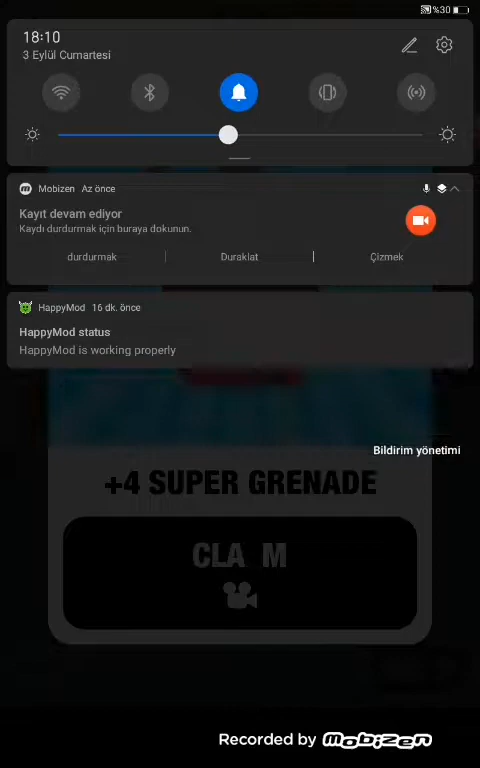 %30
18:10
3 Eylül Cumartesi
Mobizen Az önce
Kayıt devam ediyor
Kaydı durdurmak için buraya dokunun.
durdurmak Duraklat Çizmek
HappyMod 16 dk. önce
HappyMod status
HappyMod is working properly
Bildirim yönetimi
+4 SUPER GRENADE
CLA M
Recorded by mobizen